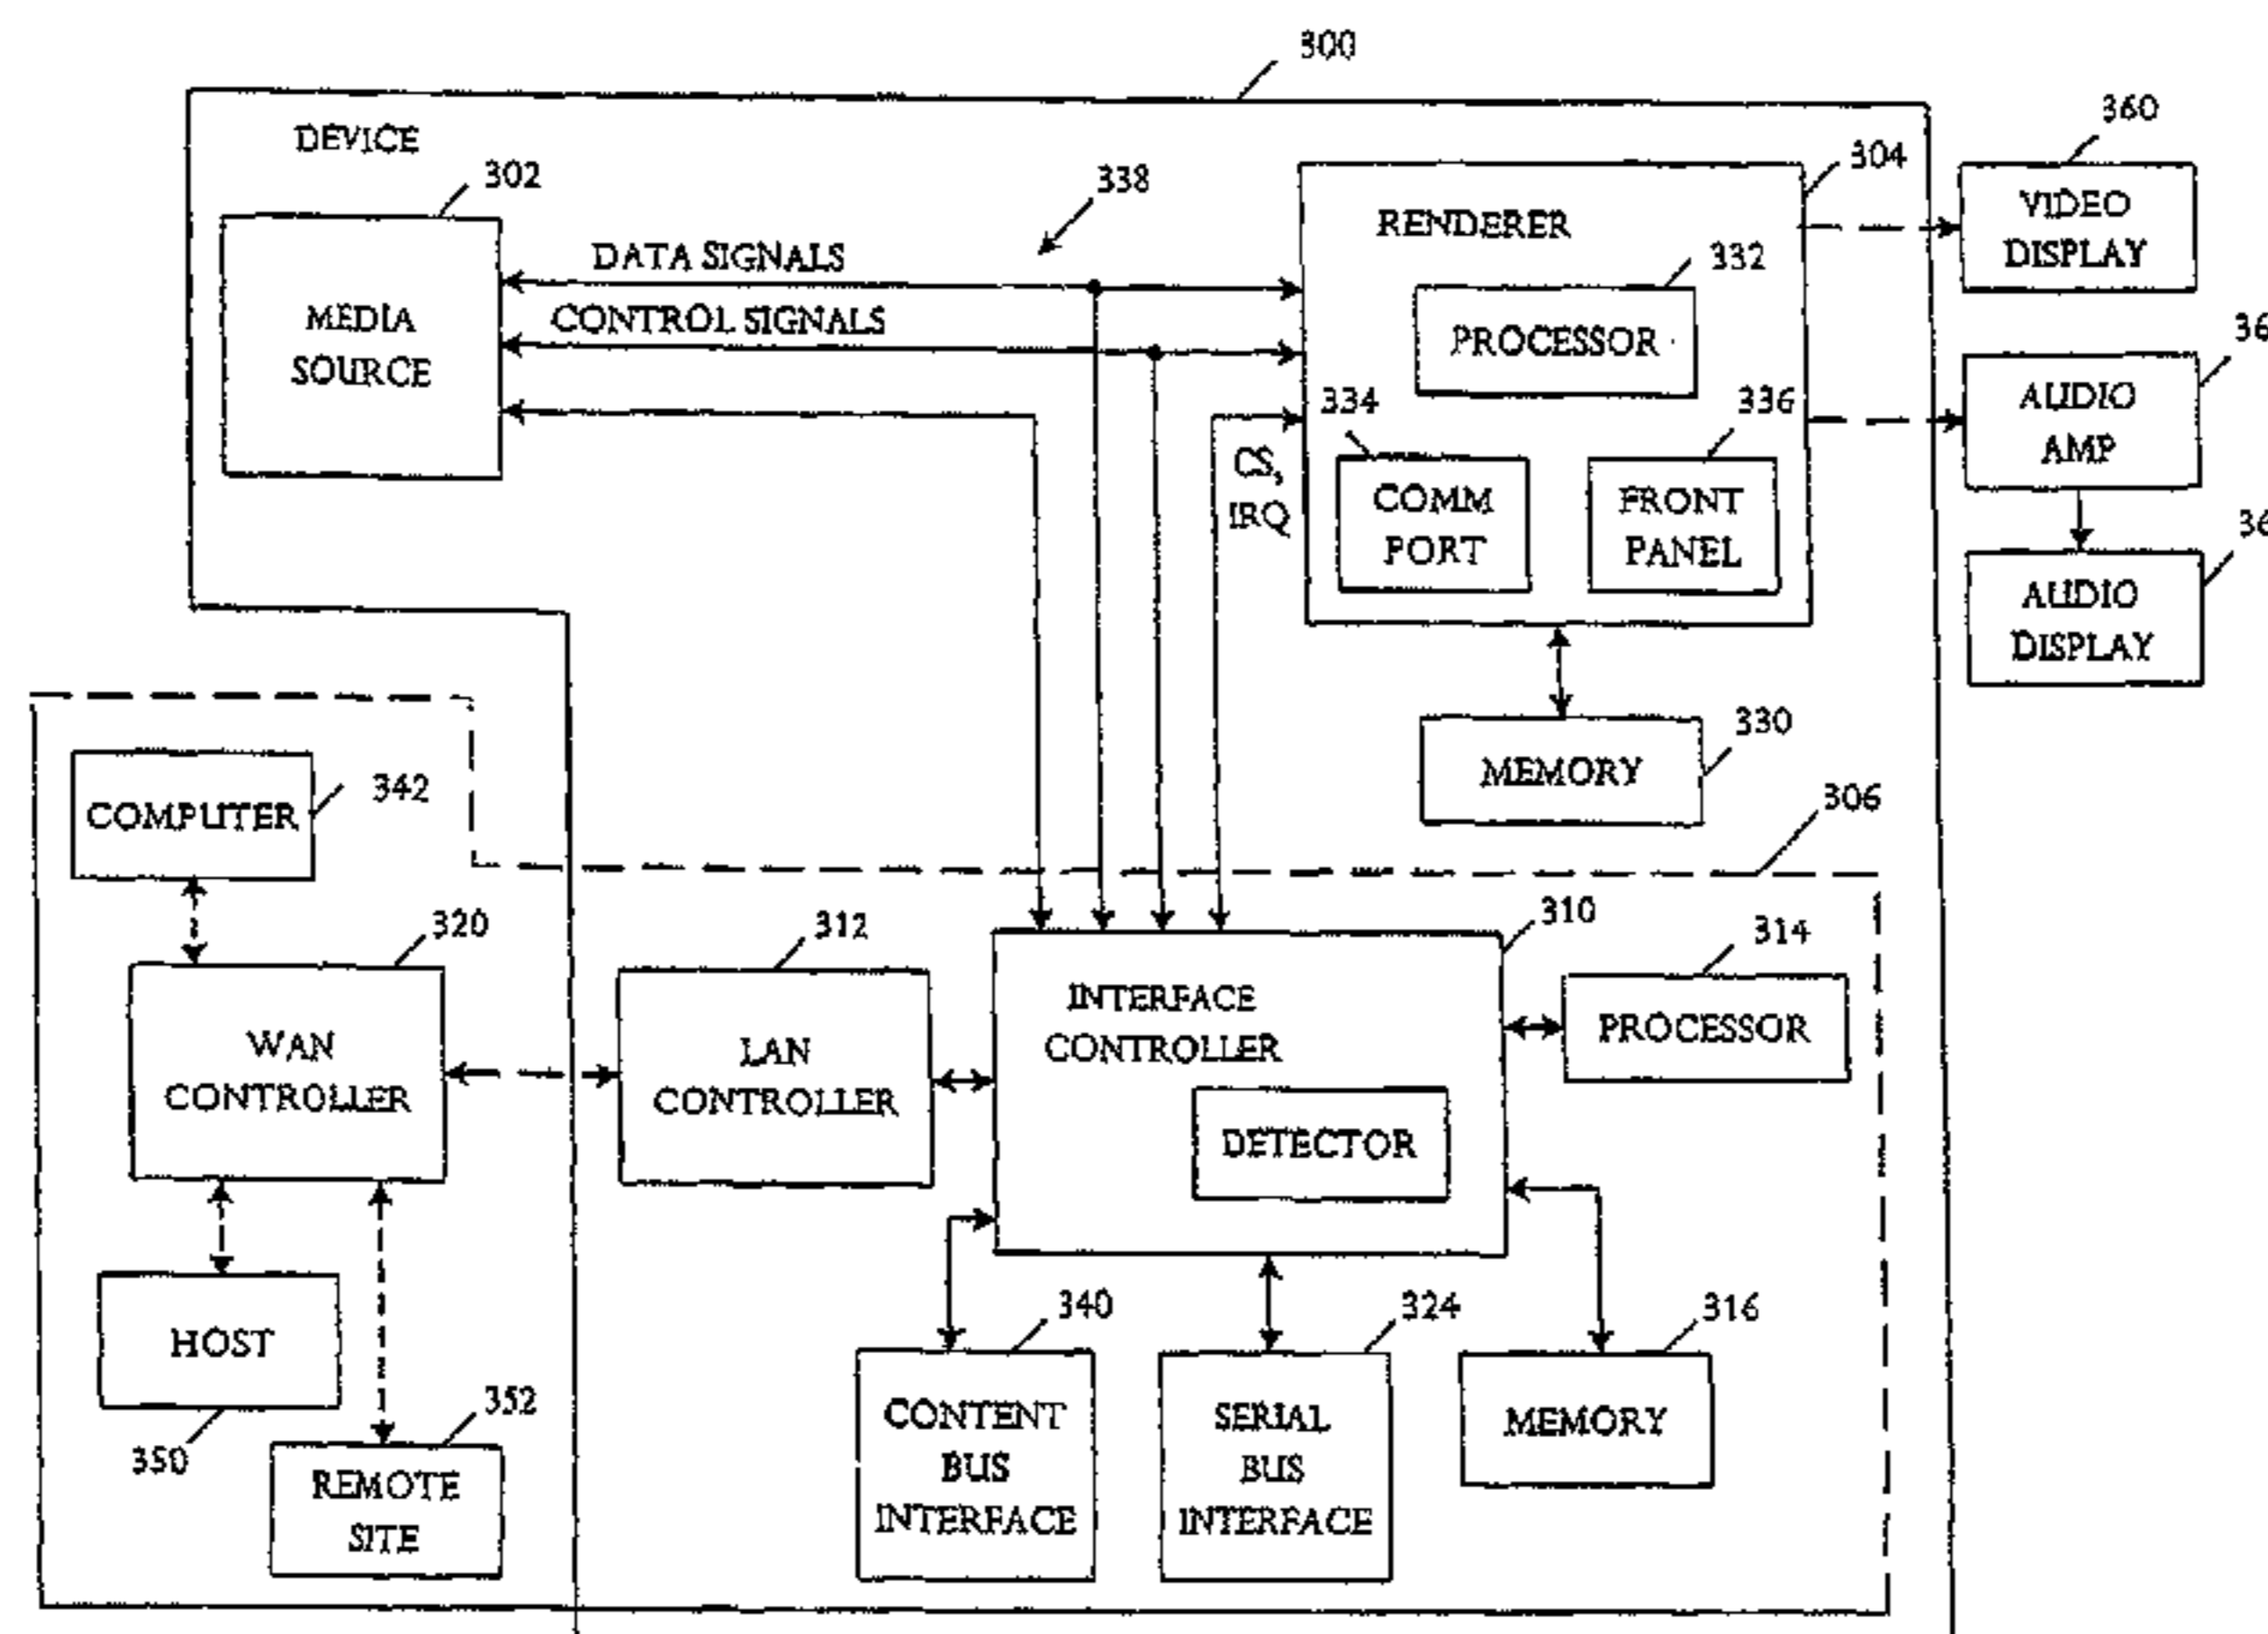 300
DEVICE
302
338
304
360
MEDIA
SOURCE
DATA SIGNALS
CONTROL SIGNALS
RENDERER
332
PROCESSOR
334
336
CS,
IRQ
COMM
PORT
FRONT
PANEL
VIDEO
DISPLAY
AUDIO
AMP
AUDIO
DISPLAY
MEMORY
330
306
COMPUTER
342
320
312
310
314
WAN
CONTROLLER
LAN
CONTROLLER
INTERFACE
CONTROLLER
DETECTOR
PROCESSOR
HOST
350
352
REMOTE
SITE
340
324
316
CONTENT
BUS
INTERFACE
SERIAL
BUS
INTERFACE
MEMORY